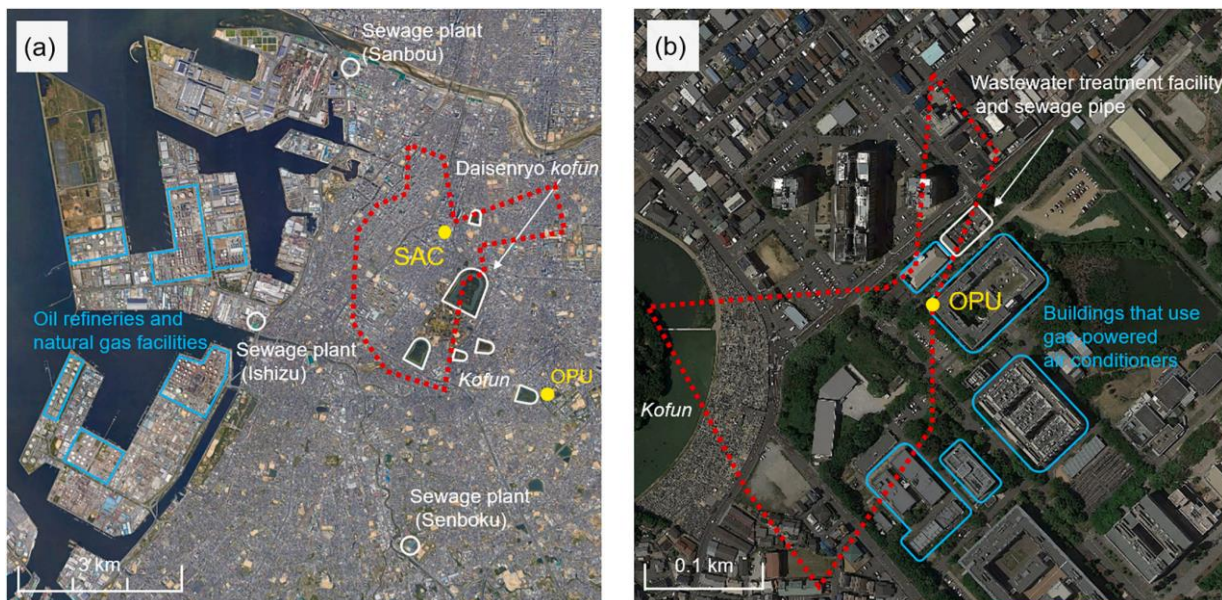 (a)
Sewage plant
(Sanbou)
Daisenryo kofun
SAC
Oil refineries and
natural gas facilities
Sewage plant
(Ishizu)
Kofun
OPU
Sewage plant
(Senboku)
3 km
(b)
Wastewater treatment facility
and sewage pipe
OPU
Buildings that use
gas-powered
air conditioners
Kofun
0.1 km